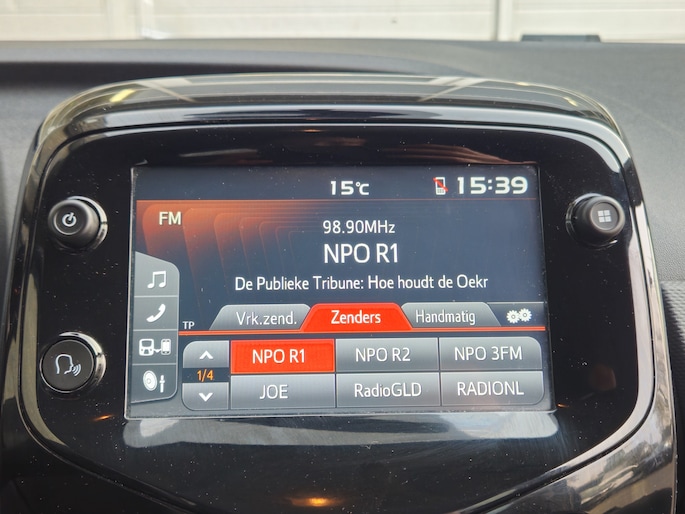 15°C 15:39
FM
98.90MHz
NPO R1
De Publieke Tribune: Hoe houdt de Oekr
TP
Vrk.zend. Zenders Handmatig
1/4
NPO R1 NPO R2 NPO 3FM
JOE RadioGLD RADIONL